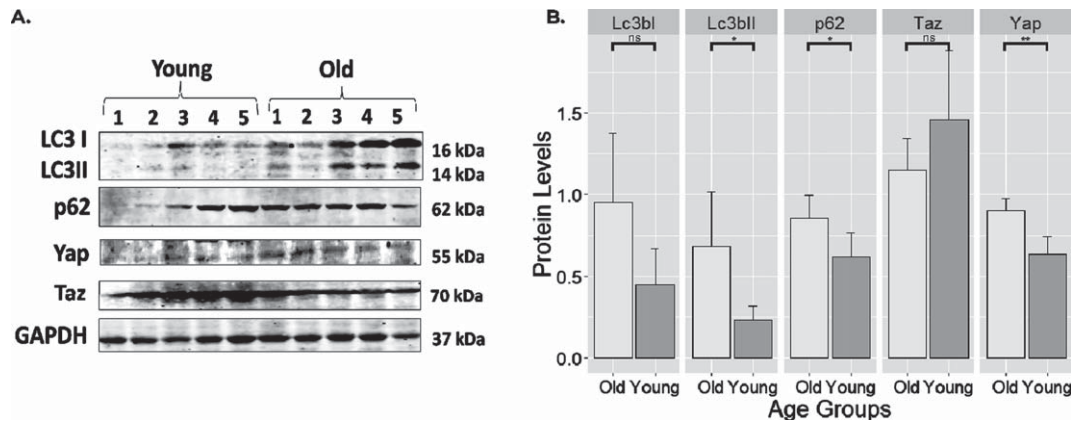 A.
Young Old
1 2 3 4 5 1 2 3 4 5
LC3 I 16 kDa
LC3II 14 kDa
p62 62 kDa
Yap 55 kDa
Taz 70 kDa
GAPDH 37 kDa
B.
Lc3bI Lc3bII p62 Taz Yap
ns * * ns **
Protein Levels
1.5
1.0
0.5
0.0
Old Young Old Young Old Young Old Young Old Young
Age Groups